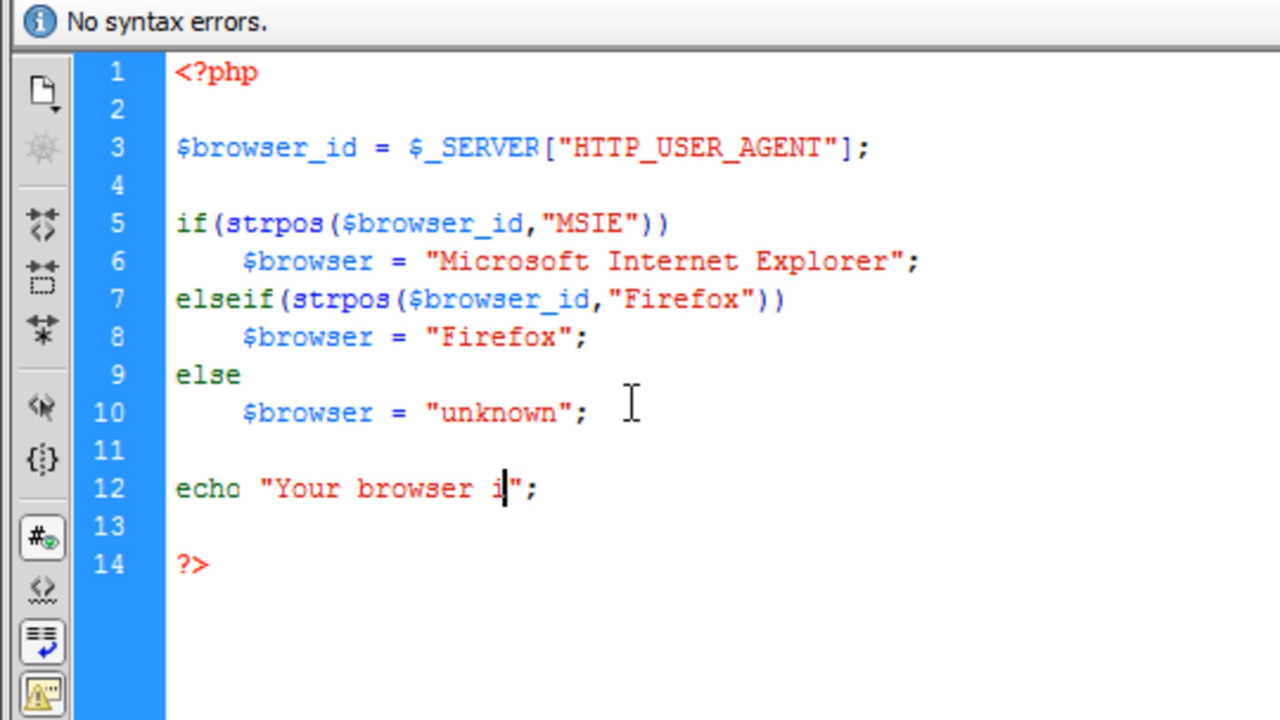 No syntax errors.
1 <?php
2
3 $browser_id = $_SERVER["HTTP_USER_AGENT"];
4
5 if(strpos($browser_id,"MSIE"))
6     $browser = "Microsoft Internet Explorer";
7 elseif(strpos($browser_id,"Firefox"))
8     $browser = "Firefox";
9 else
10     $browser = "unknown";
11
12 echo "Your browser i";
13
14 ?>